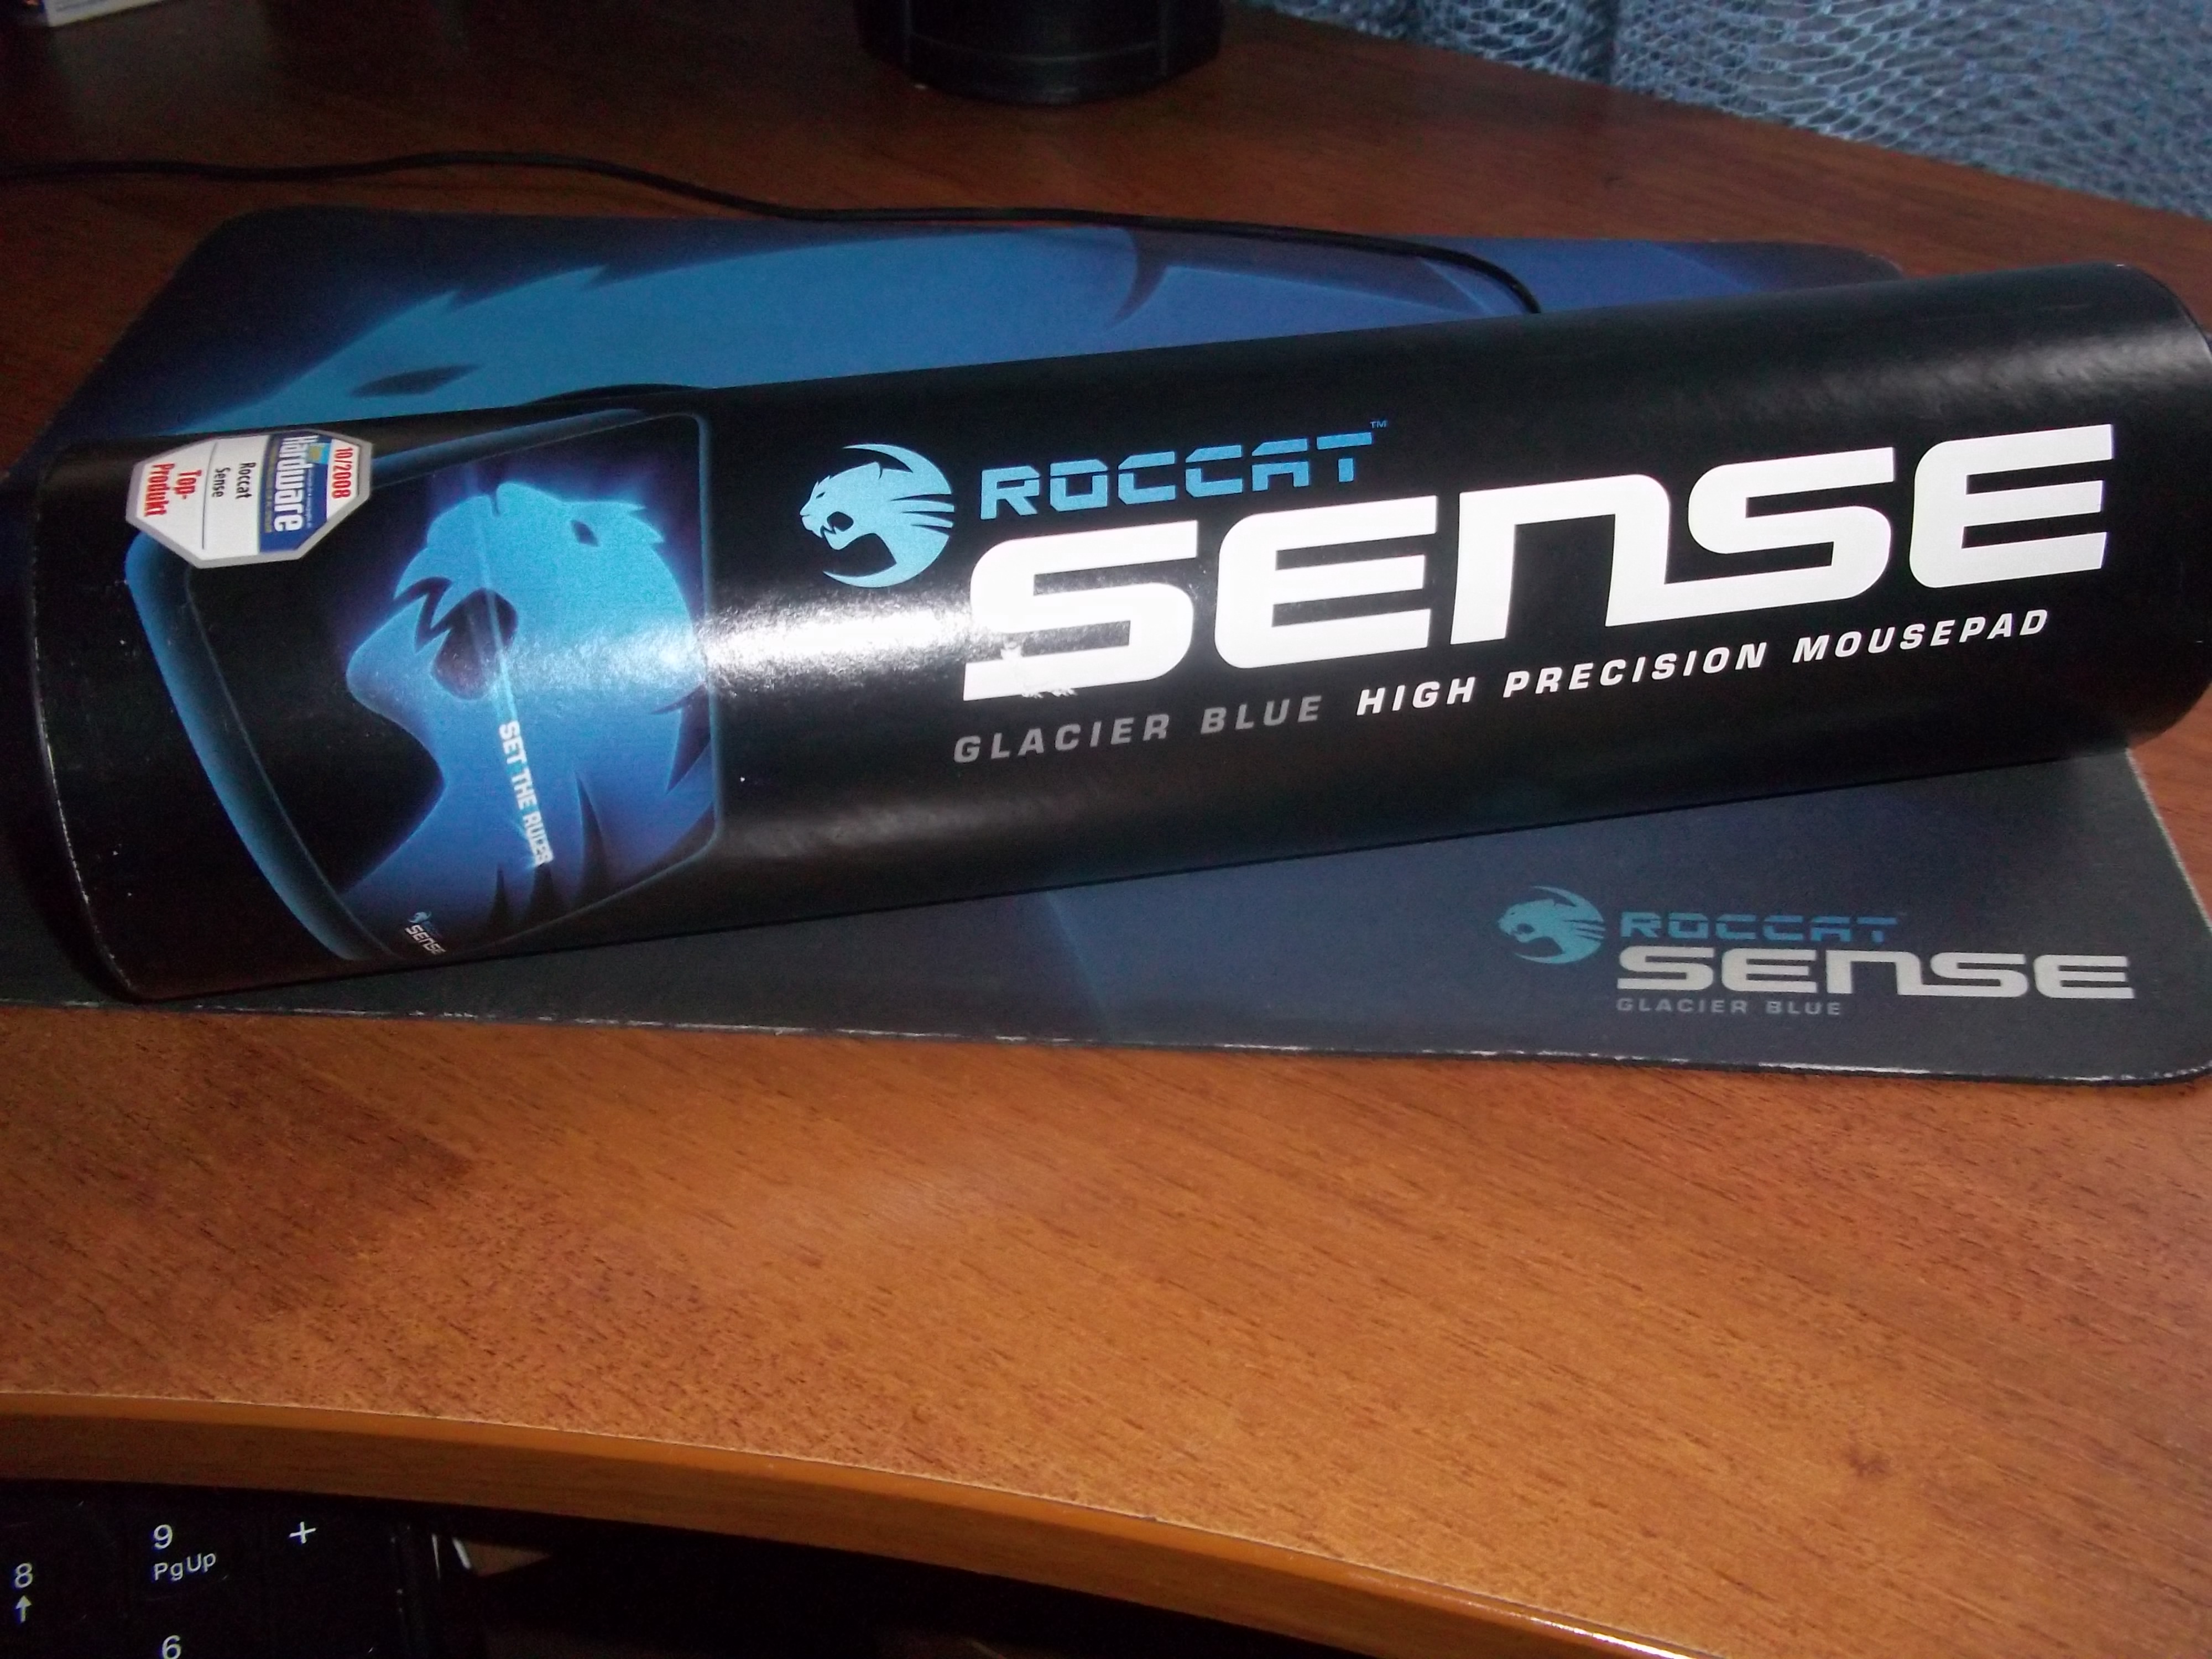 10/2008
Hardware
Roccat
Sense
Top-
Produkt
ROCCAT™
SENSE
GLACIER BLUE HIGH PRECISION MOUSEPAD
SET THE RULES
SENSE
ROCCAT
SENSE
GLACIER BLUE
9
PgUp
+
8
↑
6